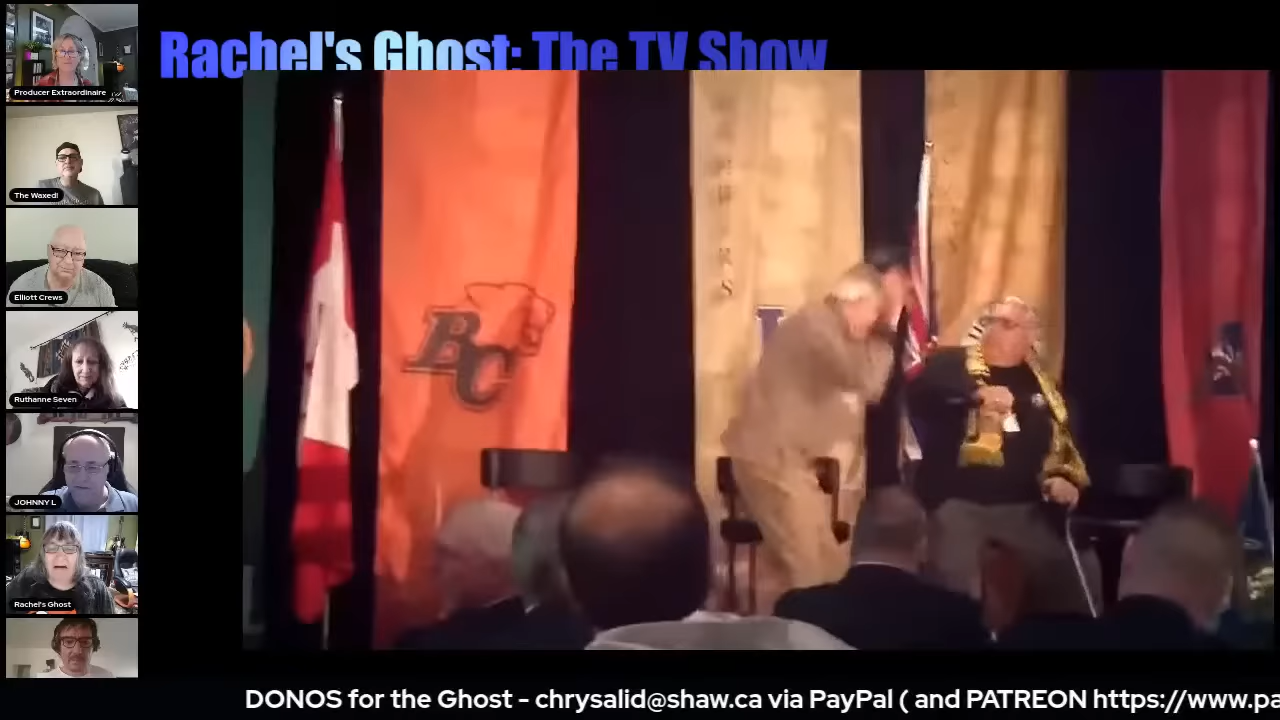 Rachel's Ghost: The TV Show
Producer Extraordinaire
The Waxed!
Elliott Crews
Ruthanne Seven
JOHNNY L
Rachel's Ghost
BC
DONOS for the Ghost - chrysalid@shaw.ca via PayPal ( and PATREON https://www.pa